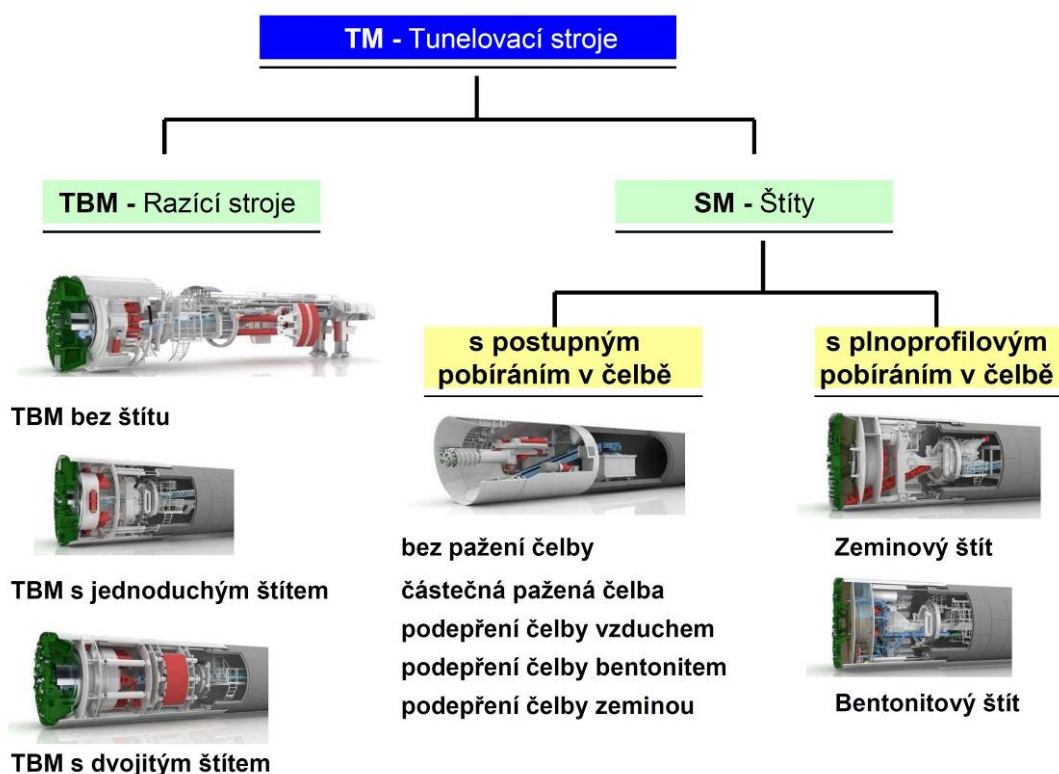 TM - Tunelovací stroje
TBM - Razící stroje
SM - Štíty
TBM bez štítu
TBM s jednoduchým štítem
TBM s dvojitým štítem
s postupným
pobíráním v čelbě
bez pažení čelby
částečná pažená čelba
podepření čelby vzduchem
podepření čelby bentonitem
podepření čelby zeminou
s plnoprofilovým
pobíráním v čelbě
Zeminový štít
Bentonitový štít